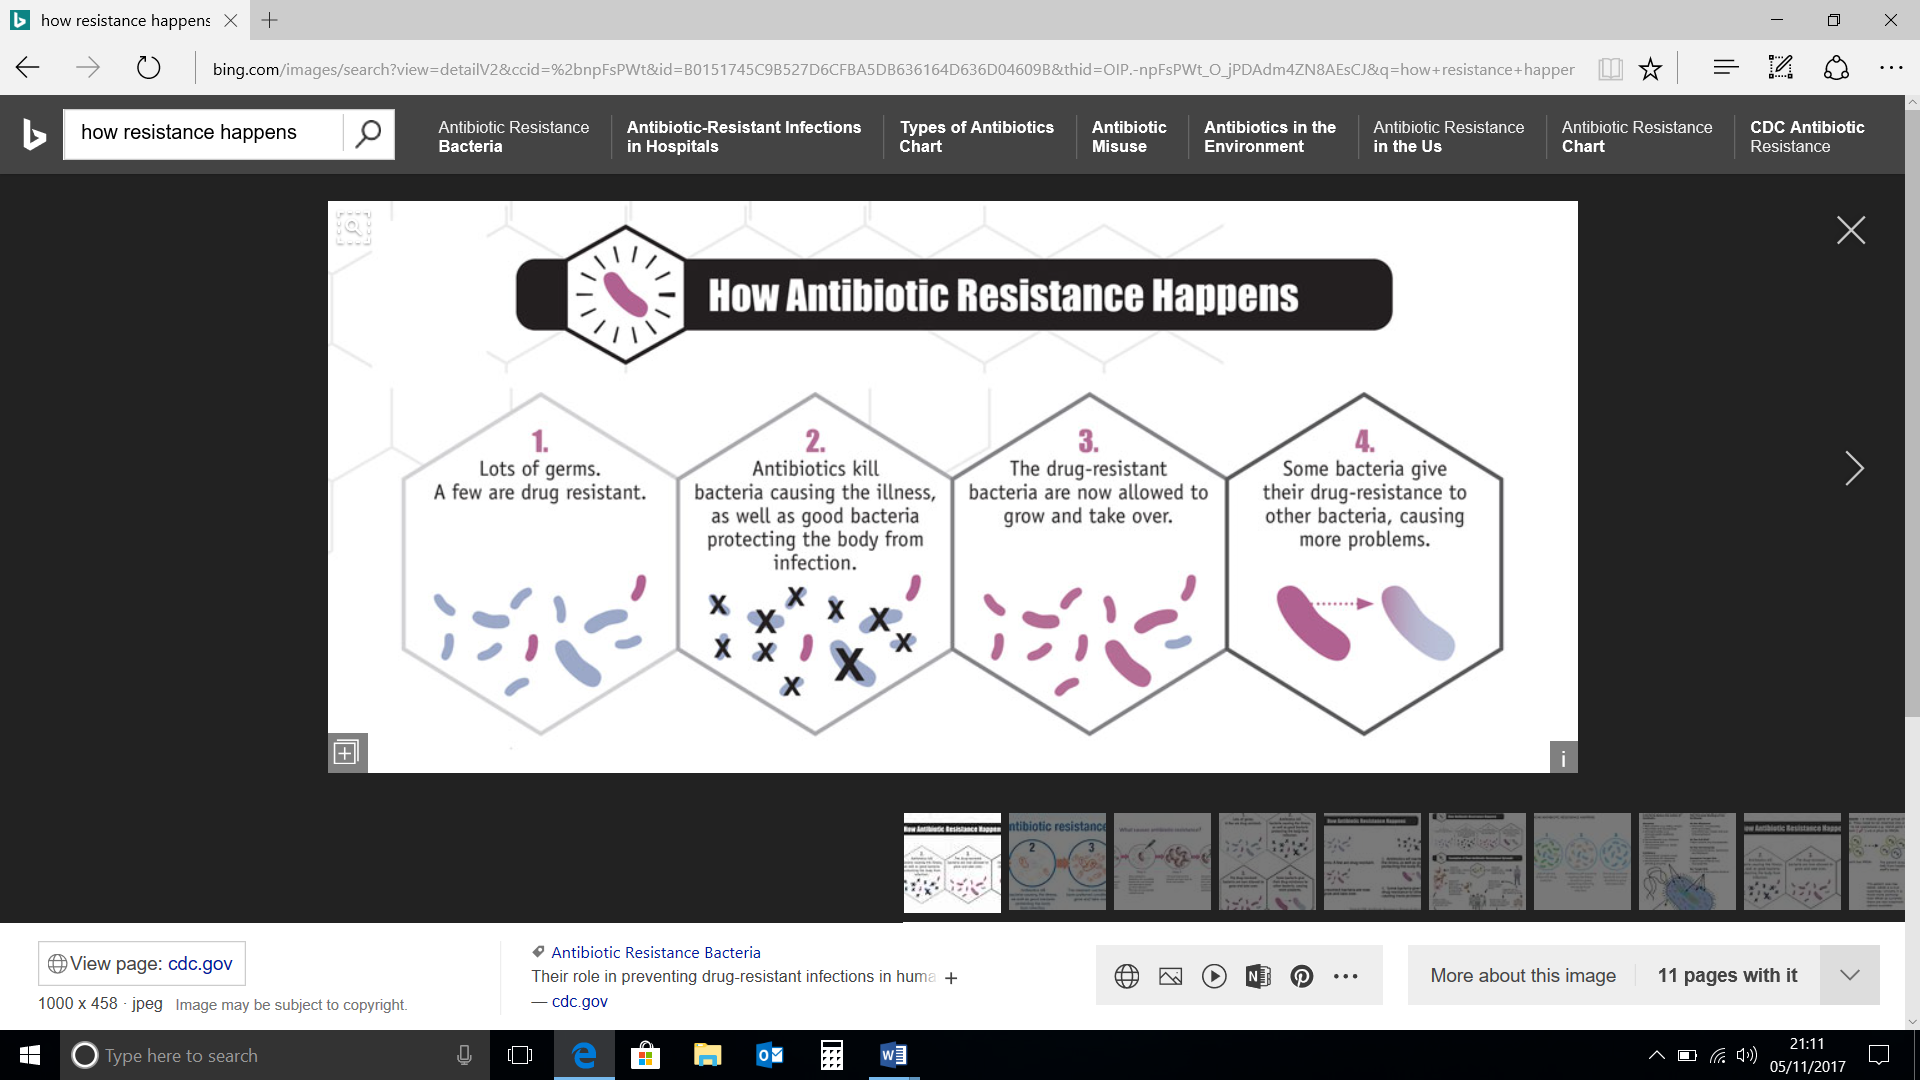 how resistance happens
bing.com/images/search?view=detailV2&ccid=%2bnpFsPWt&id=B0151745C9B527D6CFBA5DB636164D636D04609B&thid=OIP.-npFsPWt_O_jPDAdm4ZN8AEsCJ&q=how+resistance+happer
how resistance happens
Antibiotic Resistance
Bacteria
Antibiotic-Resistant Infections
in Hospitals
Types of Antibiotics
Chart
Antibiotic
Misuse
Antibiotics in the
Environment
Antibiotic Resistance
in the Us
Antibiotic Resistance
Chart
CDC Antibiotic
Resistance
How Antibiotic Resistance Happens
1.
Lots of germs.
A few are drug resistant.
2.
Antibiotics kill
bacteria causing the illness,
as well as good bacteria
protecting the body from
infection.
3.
The drug-resistant
bacteria are now allowed to
grow and take over.
4.
Some bacteria give
their drug-resistance to
other bacteria, causing
more problems.
View page: cdc.gov
1000 x 458 · jpeg Image may be subject to copyright.
Antibiotic Resistance Bacteria
Their role in preventing drug-resistant infections in huma
— cdc.gov
More about this image
11 pages with it
Type here to search
21:11
05/11/2017